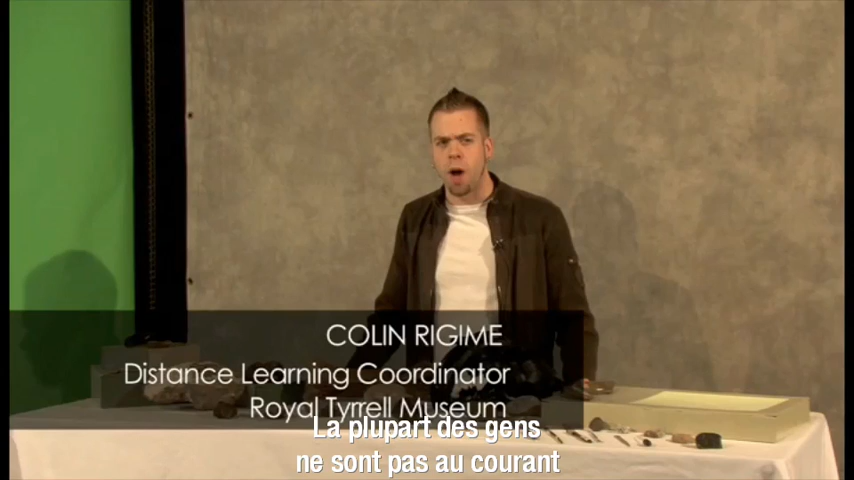 COLIN RIGIME
Distance Learning Coordinator
Royal Tyrrell Museum
La plupart des gens
ne sont pas au courant